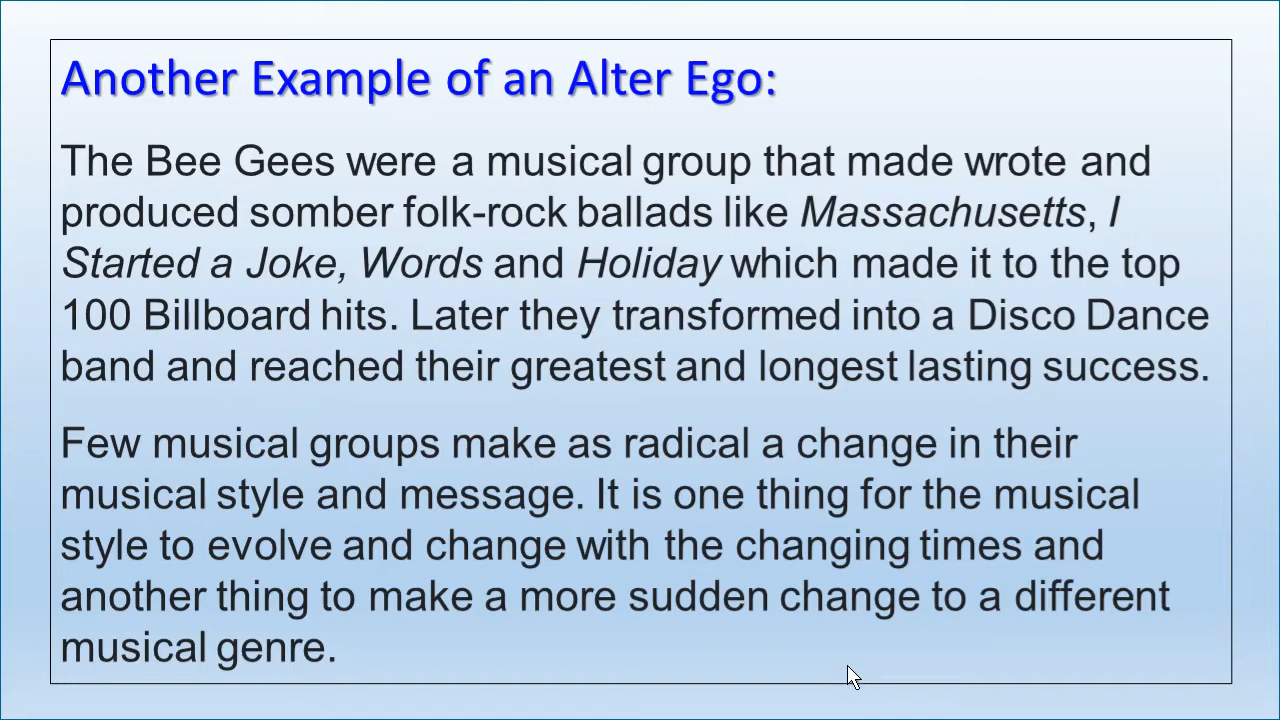 Another Example of an Alter Ego:
The Bee Gees were a musical group that made wrote and
produced somber folk-rock ballads like Massachusetts, I
Started a Joke, Words and Holiday which made it to the top
100 Billboard hits. Later they transformed into a Disco Dance
band and reached their greatest and longest lasting success.
Few musical groups make as radical a change in their
musical style and message. It is one thing for the musical
style to evolve and change with the changing times and
another thing to make a more sudden change to a different
musical genre.